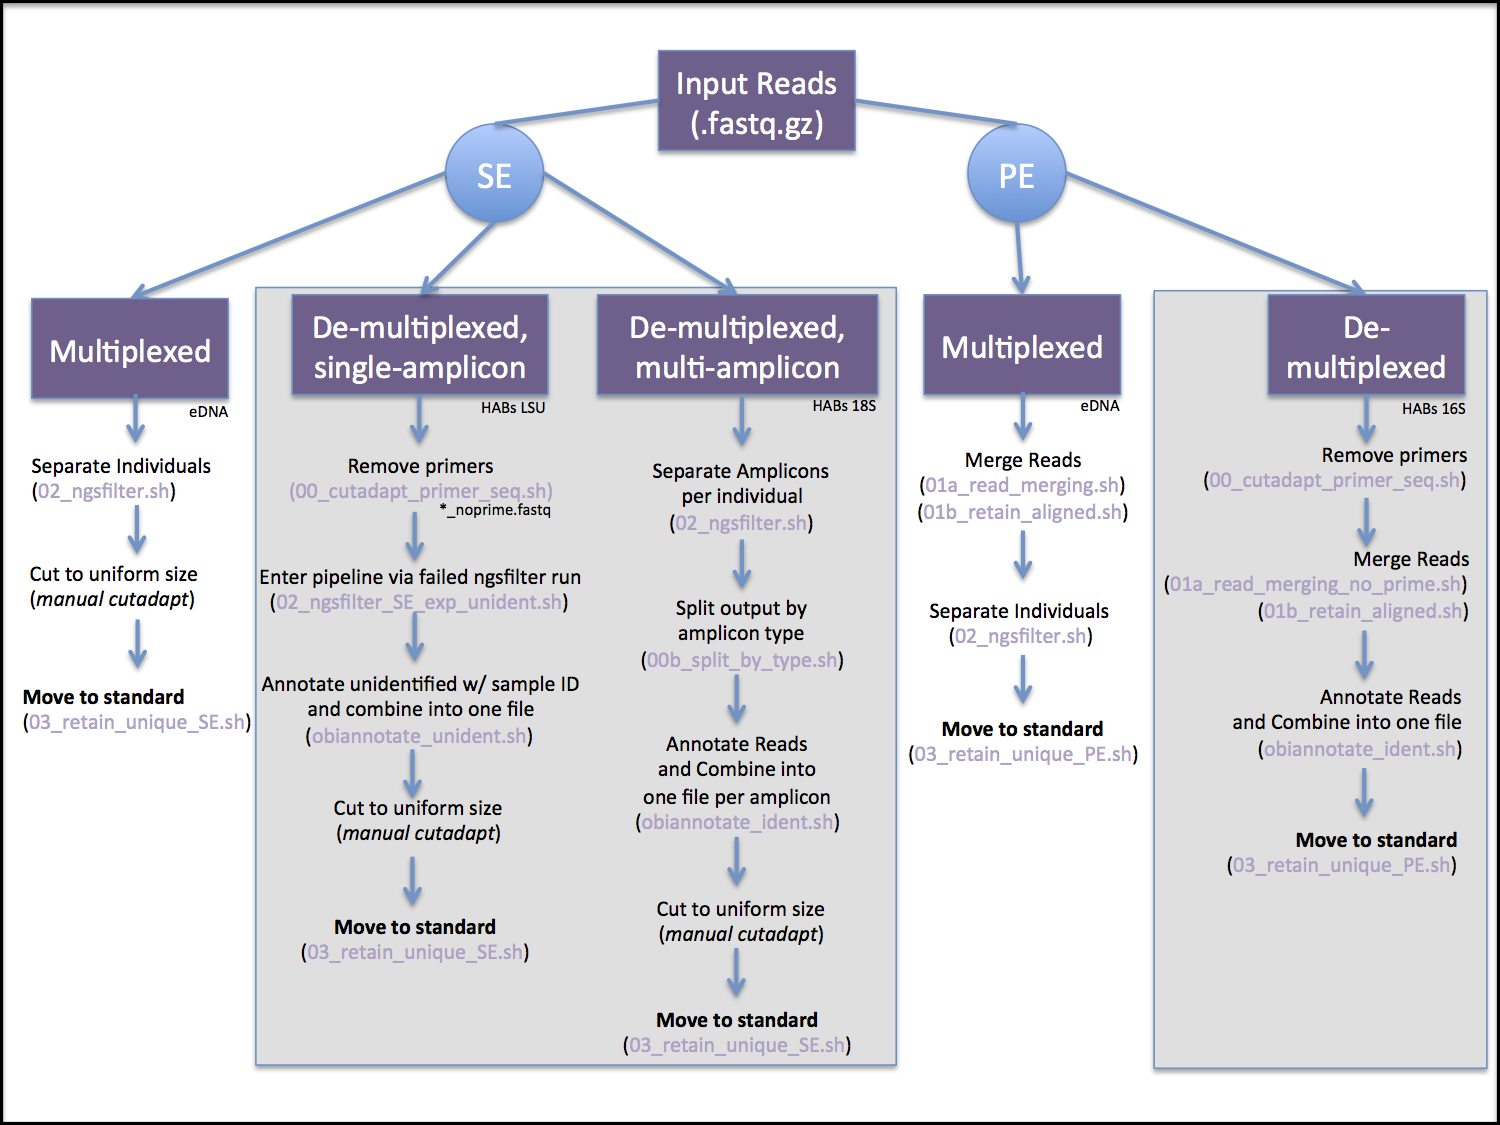 Input Reads
(.fastq.gz)
SE
PE
Multiplexed
eDNA
Separate Individuals
(02_ngsfilter.sh)
Cut to uniform size
(manual cutadapt)
Move to standard
(03_retain_unique_SE.sh)
De-multiplexed,
single-amplicon
HABs LSU
Remove primers
(00_cutadapt_primer_seq.sh)
*_noprime.fastq
Enter pipeline via failed ngsfilter run
(02_ngsfilter_SE_exp_unident.sh)
Annotate unidentified w/ sample ID
and combine into one file
(obiannotate_unident.sh)
Cut to uniform size
(manual cutadapt)
Move to standard
(03_retain_unique_SE.sh)
De-multiplexed,
multi-amplicon
HABs 18S
Separate Amplicons
per individual
(02_ngsfilter.sh)
Split output by
amplicon type
(00b_split_by_type.sh)
Annotate Reads
and Combine into
one file per amplicon
(obiannotate_ident.sh)
Cut to uniform size
(manual cutadapt)
Move to standard
(03_retain_unique_SE.sh)
Multiplexed
eDNA
Merge Reads
(01a_read_merging.sh)
(01b_retain_aligned.sh)
Separate Individuals
(02_ngsfilter.sh)
Move to standard
(03_retain_unique_PE.sh)
De-
multiplexed
HABs 16S
Remove primers
(00_cutadapt_primer_seq.sh)
Merge Reads
(01a_read_merging_no_prime.sh)
(01b_retain_aligned.sh)
Annotate Reads
and Combine into one file
(obiannotate_ident.sh)
Move to standard
(03_retain_unique_PE.sh)